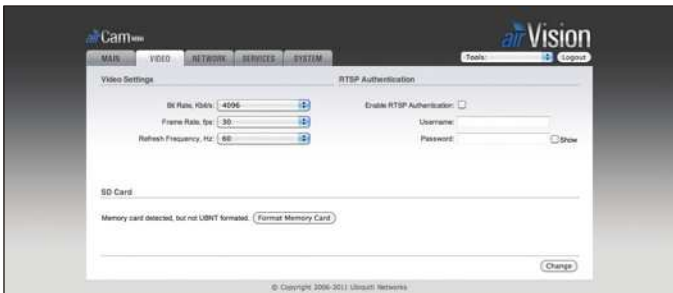 airCam MINI
airVision
MAIN VIDEO NETWORK SERVICES SYSTEM
Tools: Logout
Video Settings
RTSP Authentication
Bit Rate, Kbit/s: 4096
Frame Rate, fps: 30
Refresh Frequency, Hz: 60
Enable RTSP Authentication:
Username:
Password: Show
SD Card
Memory card detected, but not UBNT formated. Format Memory Card
Change
© Copyright 2006-2011 Ubiquiti Networks